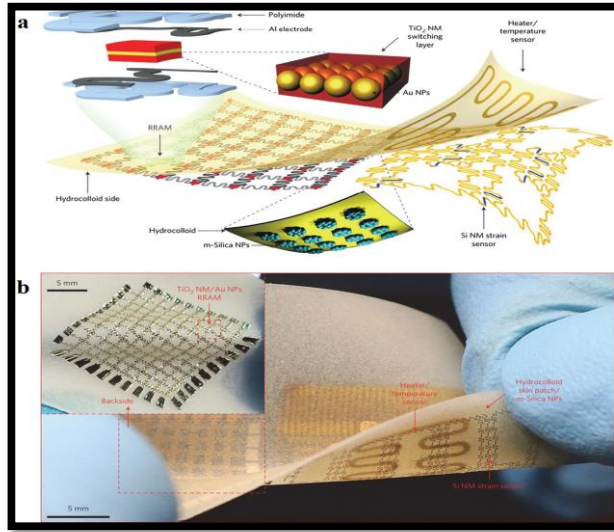 a
Polyimide
Al electrode
TiO2 NM
switching
layer
Heater/
temperature
sensor
Au NPs
RRAM
Hydrocolloid side
Hydrocolloid
m-Silica NPs
Si NM strain
sensor
b
5 mm
TiO2 NM/Au NPs
RRAM
Backside
Heater/
temperature
sensor
Hydrocolloid
skin patch/
m-Silica NPs
Si NM strain sensor
5 mm